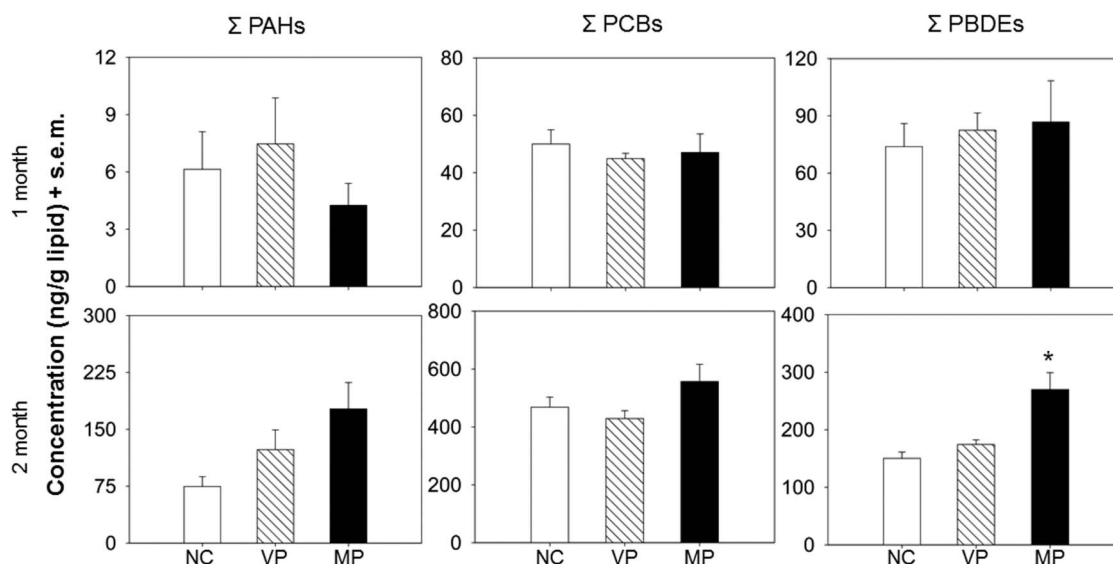 Σ PAHs
Σ PCBs
Σ PBDEs
Concentration (ng/g lipid) + s.e.m.
1 month
12
9
6
3
0
80
60
40
20
0
120
90
60
30
0
2 month
300
225
150
75
0
800
600
400
200
0
400
300
200
100
0
*
NC
VP
MP
NC
VP
MP
NC
VP
MP